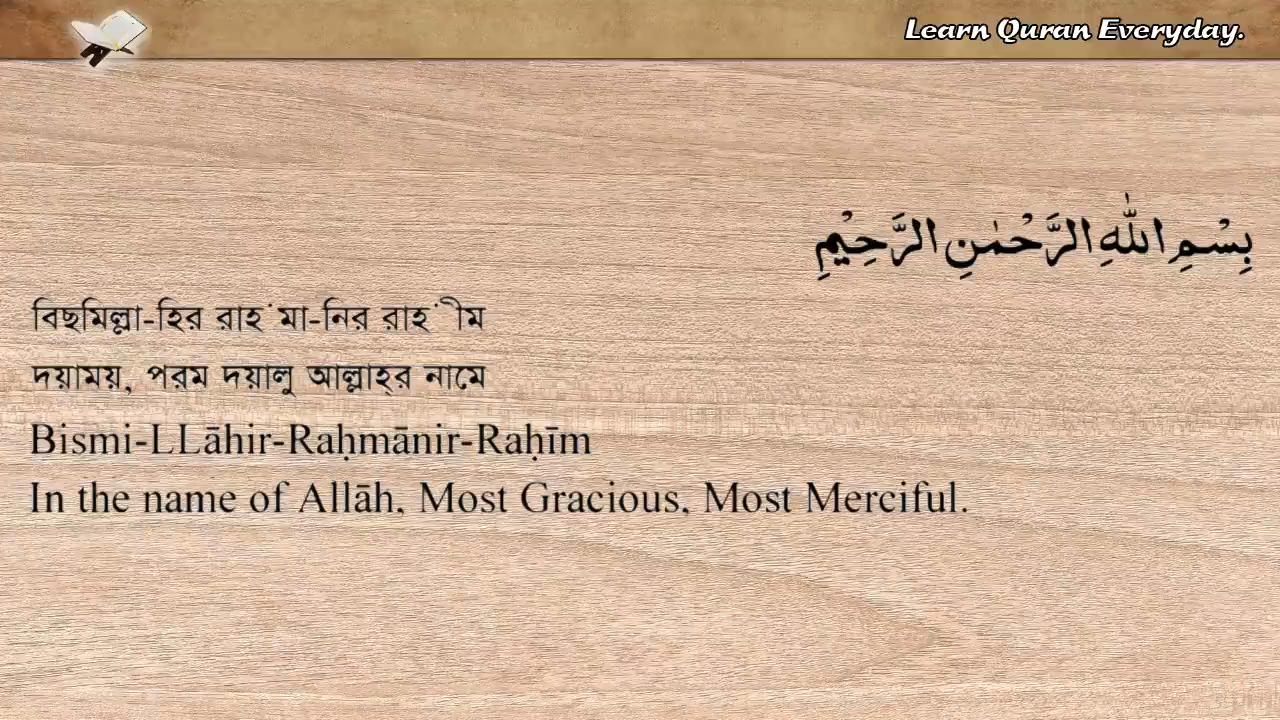 Learn Quran Everyday.
بِسْمِ اللّٰهِ الرَّحْمٰنِ الرَّحِيْمِ
বিছমিল্লা-হির রাহ˙মা-নির রাহ˙ীম
দয়াময়, পরম দয়ালু আল্লাহ্র নামে
Bismi-LLāhir-Raḥmānir-Raḥīm
In the name of Allāh, Most Gracious, Most Merciful.